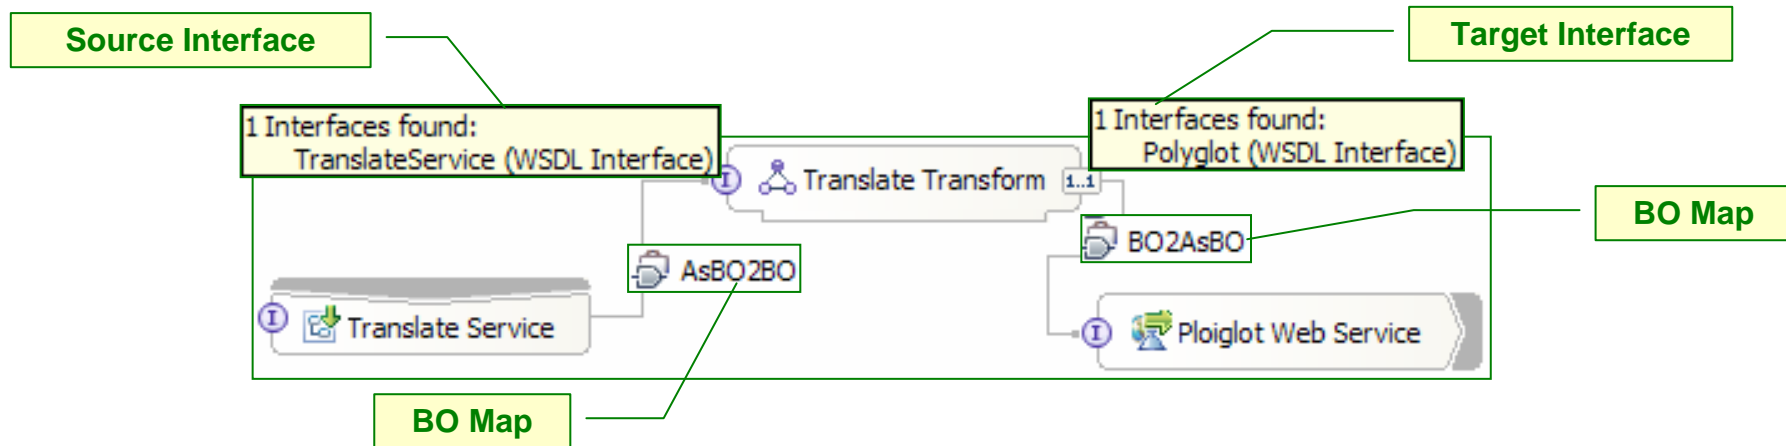 Source Interface
Target Interface
1 Interfaces found:
TranslateService (WSDL Interface)
1 Interfaces found:
Polyglot (WSDL Interface)
I
Translate Transform
1..1
BO Map
BO2AsBO
AsBO2BO
I
Translate Service
I
Ploiglot Web Service
BO Map